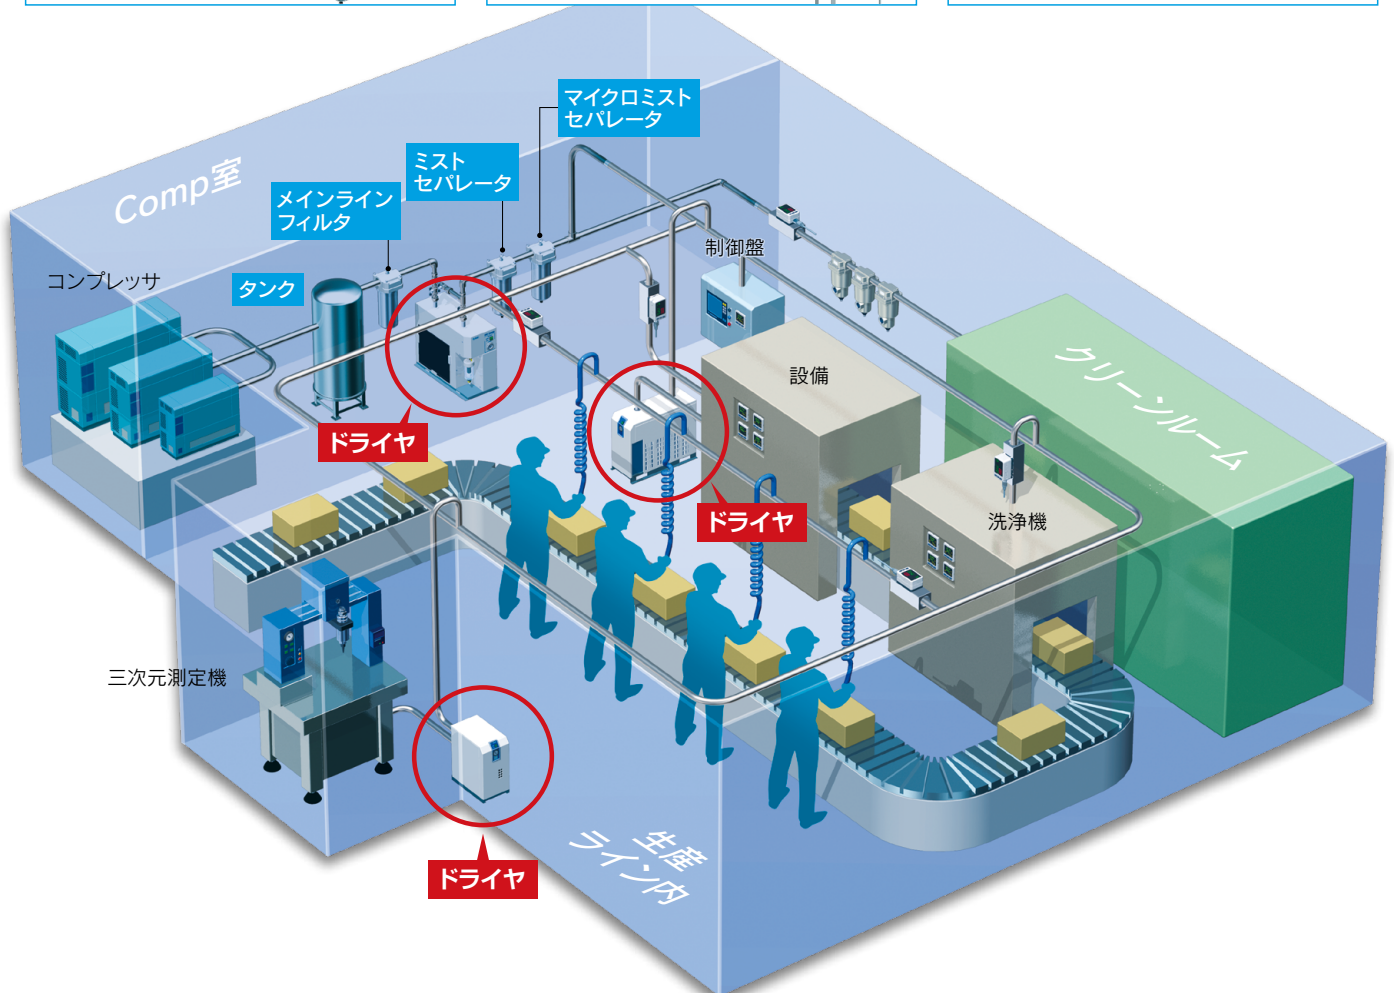 マイクロミスト
セパレータ
ミスト
セパレータ
Comp室
メインライン
フィルタ
制御盤
コンプレッサ
タンク
クリーンルーム
設備
ドライヤ
ドライヤ
洗浄機
三次元測定機
生産
ライン内
ドライヤ